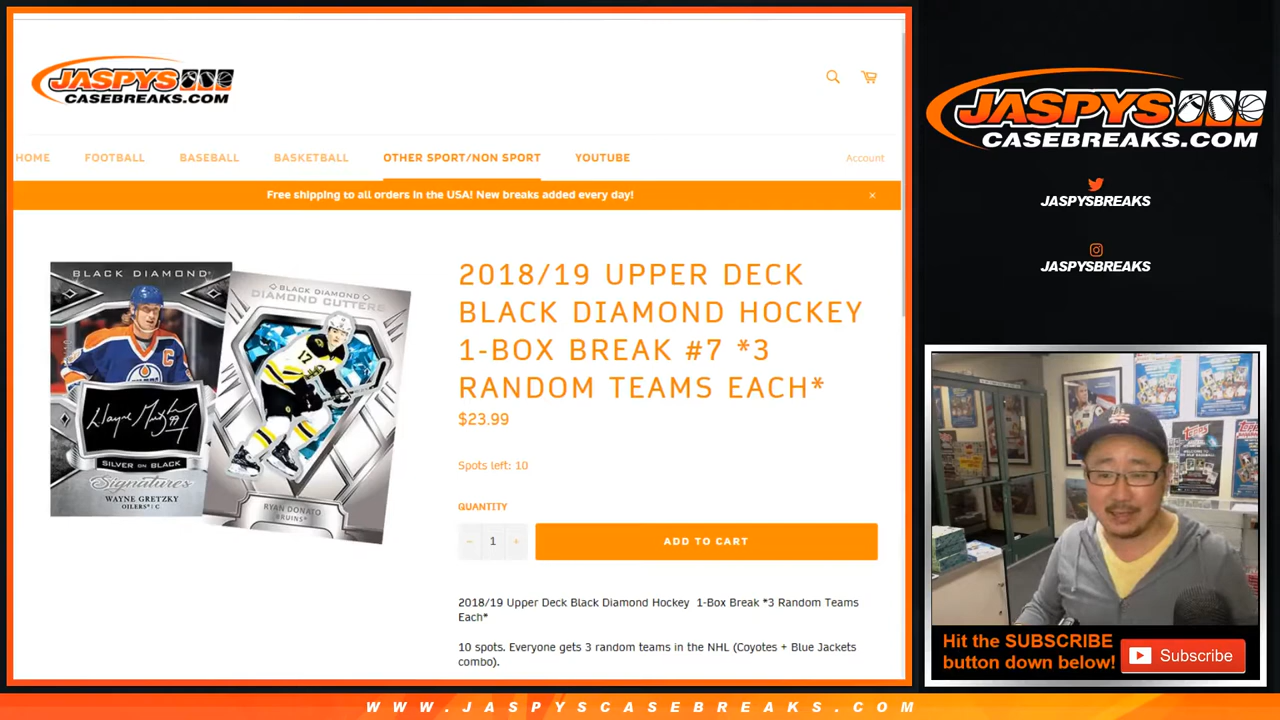 JASPYS
CASEBREAKS.COM
HOME
FOOTBALL
BASEBALL
BASKETBALL
OTHER SPORT/NON SPORT
YOUTUBE
Account
Free shipping to all orders in the USA! New breaks added every day!
×
BLACK DIAMOND
SILVER ON BLACK
Signatures
WAYNE GRETZKY
OILERS | C
BLACK DIAMOND
DIAMOND CUTTERS
17
RYAN DONATO
BRUINS
2018/19 UPPER DECK
BLACK DIAMOND HOCKEY
1-BOX BREAK #7 *3
RANDOM TEAMS EACH*
$23.99
Spots left: 10
QUANTITY
− 1 +
ADD TO CART
2018/19 Upper Deck Black Diamond Hockey 1-Box Break *3 Random Teams
Each*
10 spots. Everyone gets 3 random teams in the NHL (Coyotes + Blue Jackets
combo).
JASPYS
CASEBREAKS.COM
JASPYSBREAKS
JASPYSBREAKS
Hit the SUBSCRIBE
button down below!
Subscribe
WWW.JASPYSCASEBREAKS.COM